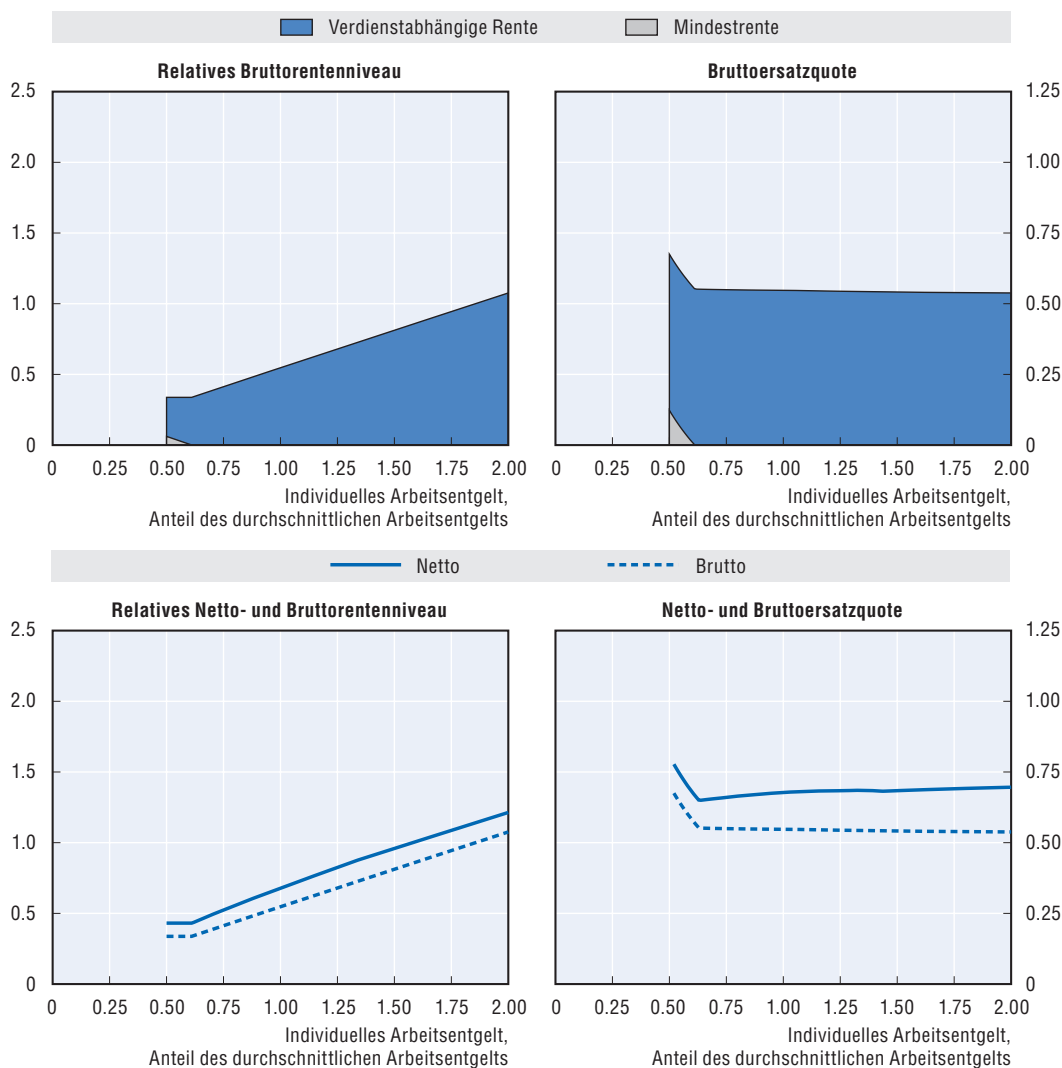 Verdienstabhängige Rente Mindestrente
Relatives Bruttorentenniveau
2.5
2.0
1.5
1.0
0.5
0
0 0.25 0.50 0.75 1.00 1.25 1.50 1.75 2.00
Individuelles Arbeitsentgelt,
Anteil des durchschnittlichen Arbeitsentgelts
Bruttoersatzquote
1.25
1.00
0.75
0.50
0.25
0
0 0.25 0.50 0.75 1.00 1.25 1.50 1.75 2.00
Individuelles Arbeitsentgelt,
Anteil des durchschnittlichen Arbeitsentgelts
Netto Brutto
Relatives Netto- und Bruttorentenniveau
2.5
2.0
1.5
1.0
0.5
0
0 0.25 0.50 0.75 1.00 1.25 1.50 1.75 2.00
Individuelles Arbeitsentgelt,
Anteil des durchschnittlichen Arbeitsentgelts
Netto- und Bruttoersatzquote
1.25
1.00
0.75
0.50
0.25
0
0 0.25 0.50 0.75 1.00 1.25 1.50 1.75 2.00
Individuelles Arbeitsentgelt,
Anteil des durchschnittlichen Arbeitsentgelts